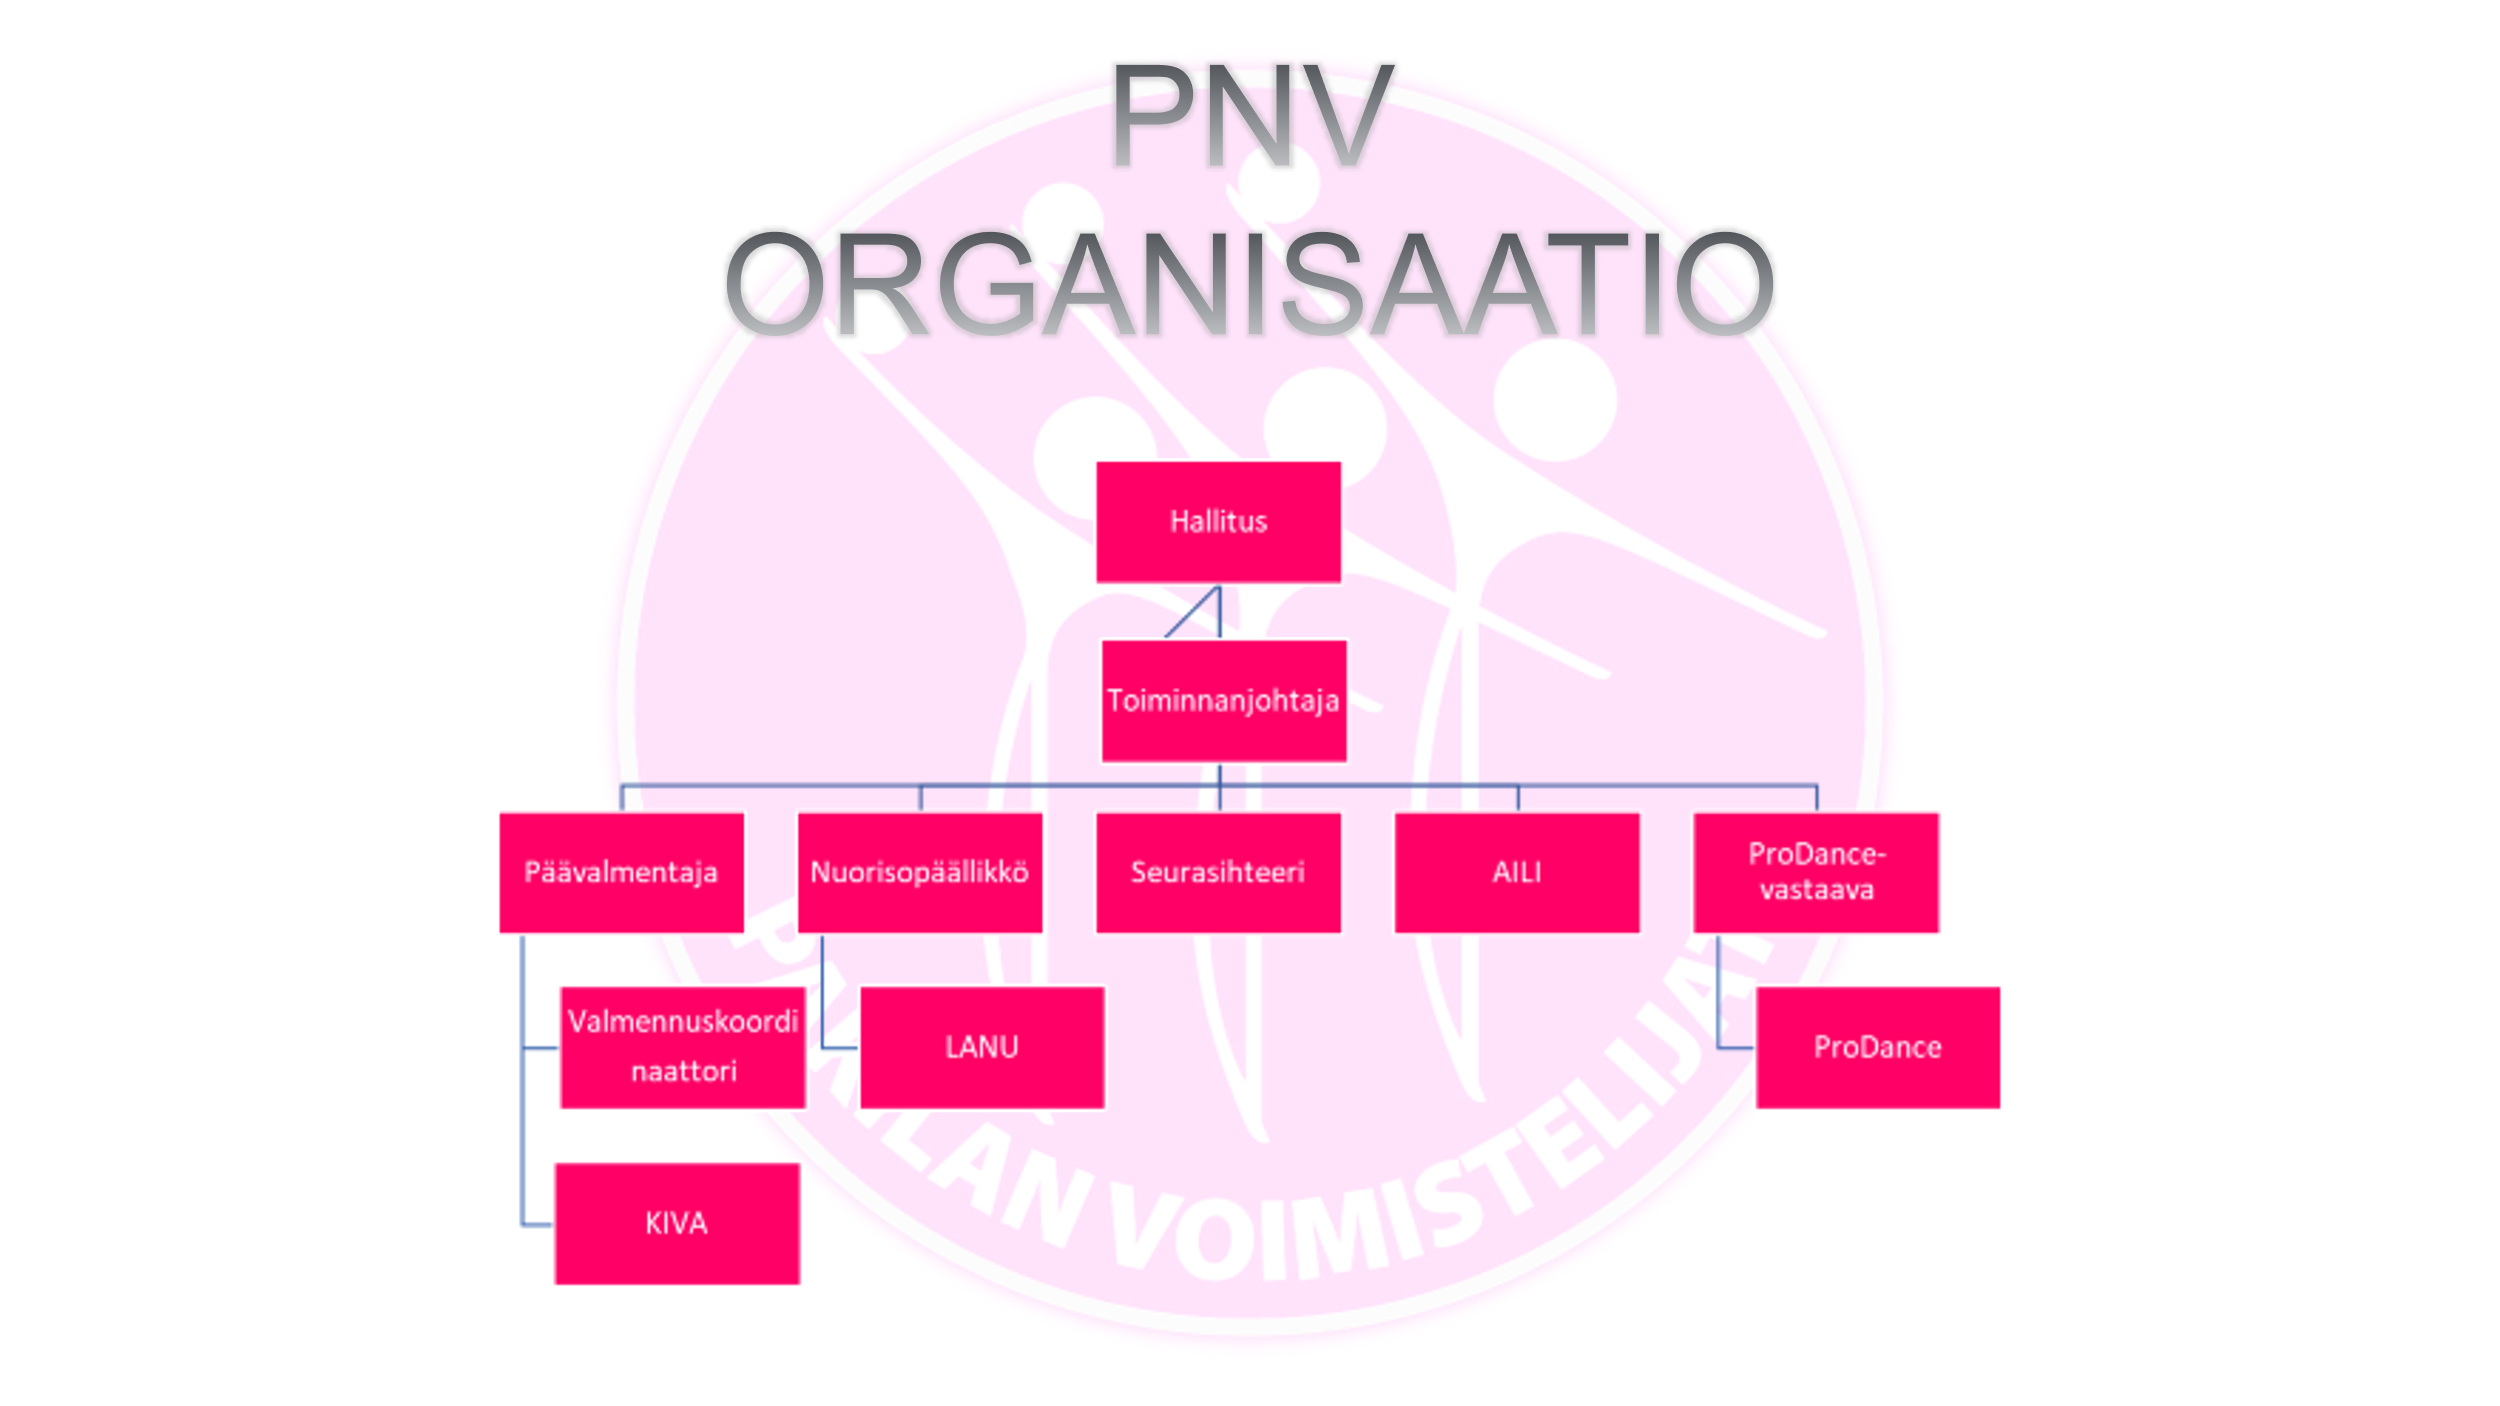 PNV
ORGANISAATIO
Hallitus
Toiminnanjohtaja
Päävalmentaja
Nuorisopäällikkö
Seurasihteeri
AILI
ProDance-
vastaava
Valmennuskoordi
naattori
LANU
ProDance
KIVA
VOIMISTELIJAT